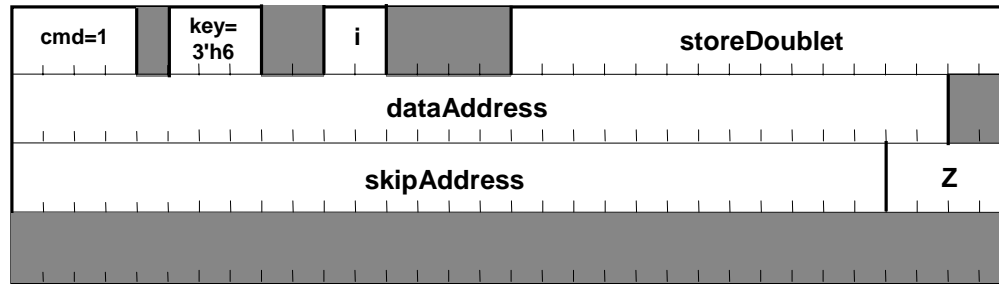 cmd=1
key=
3'h6
i
storeDoublet
dataAddress
skipAddress
Z